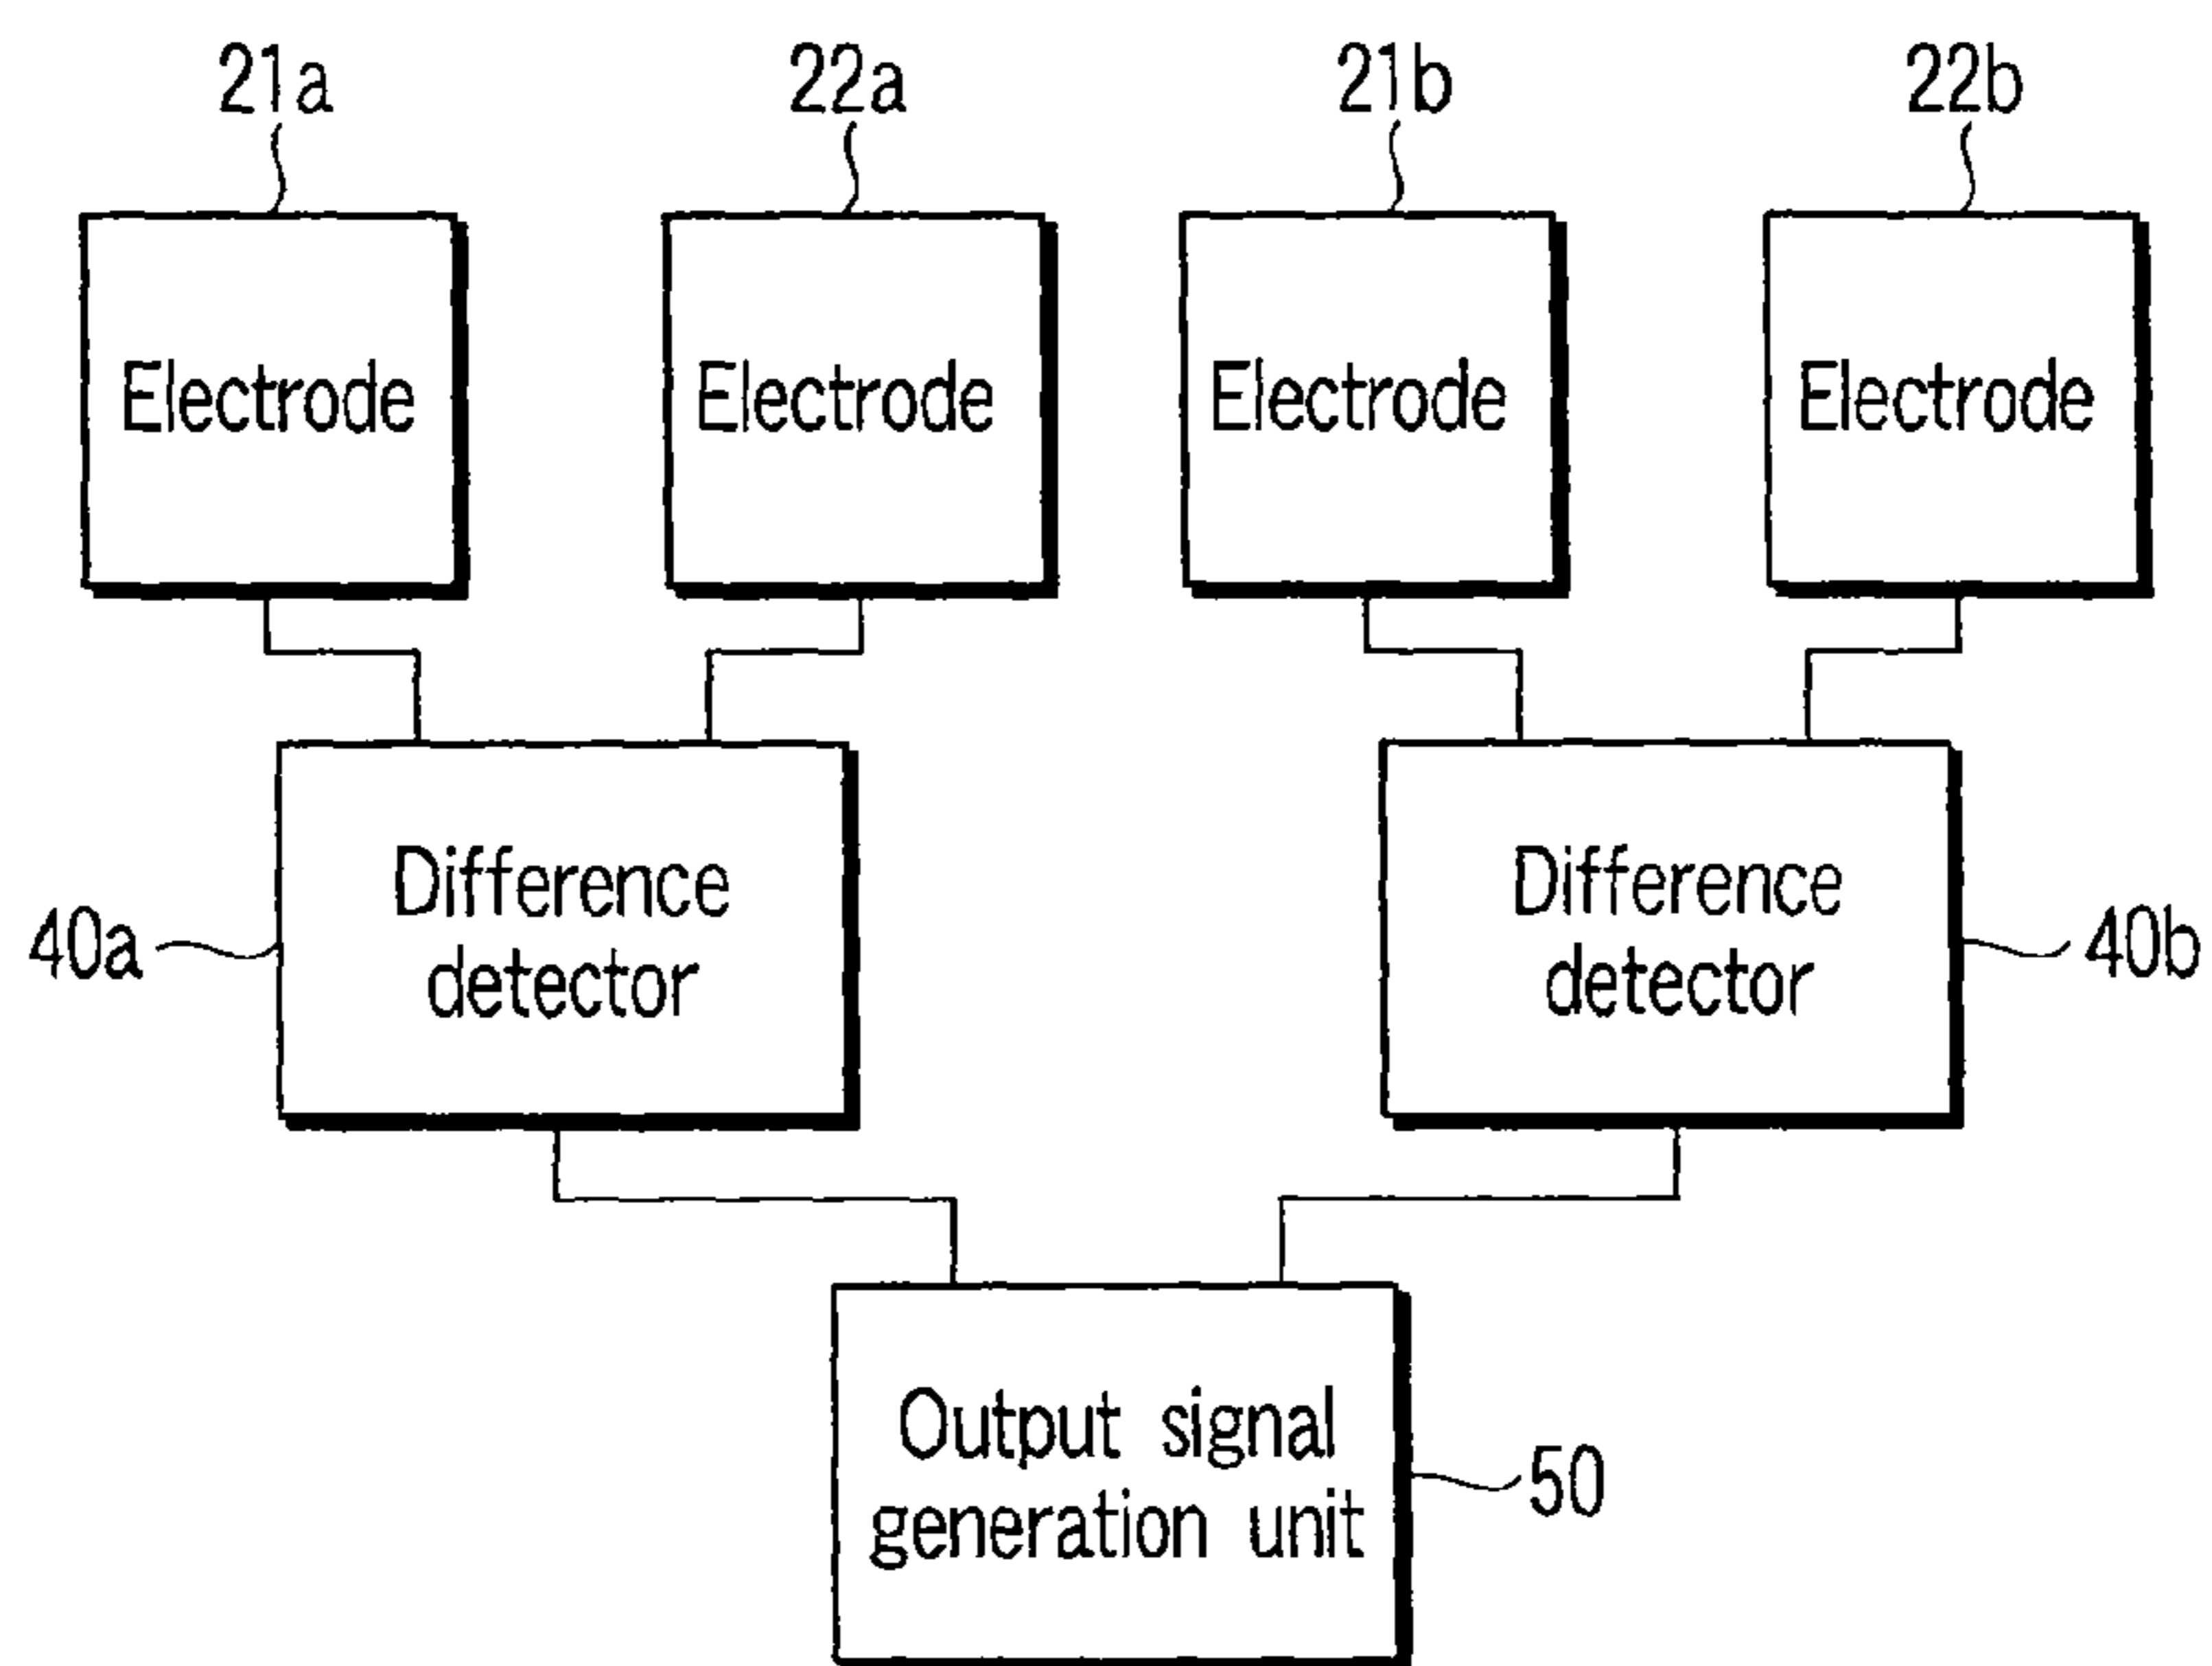 21a 22a 21b 22b
Electrode Electrode Electrode Electrode
Difference
detector
40a
Difference
detector
40b
Output signal
generation unit
50